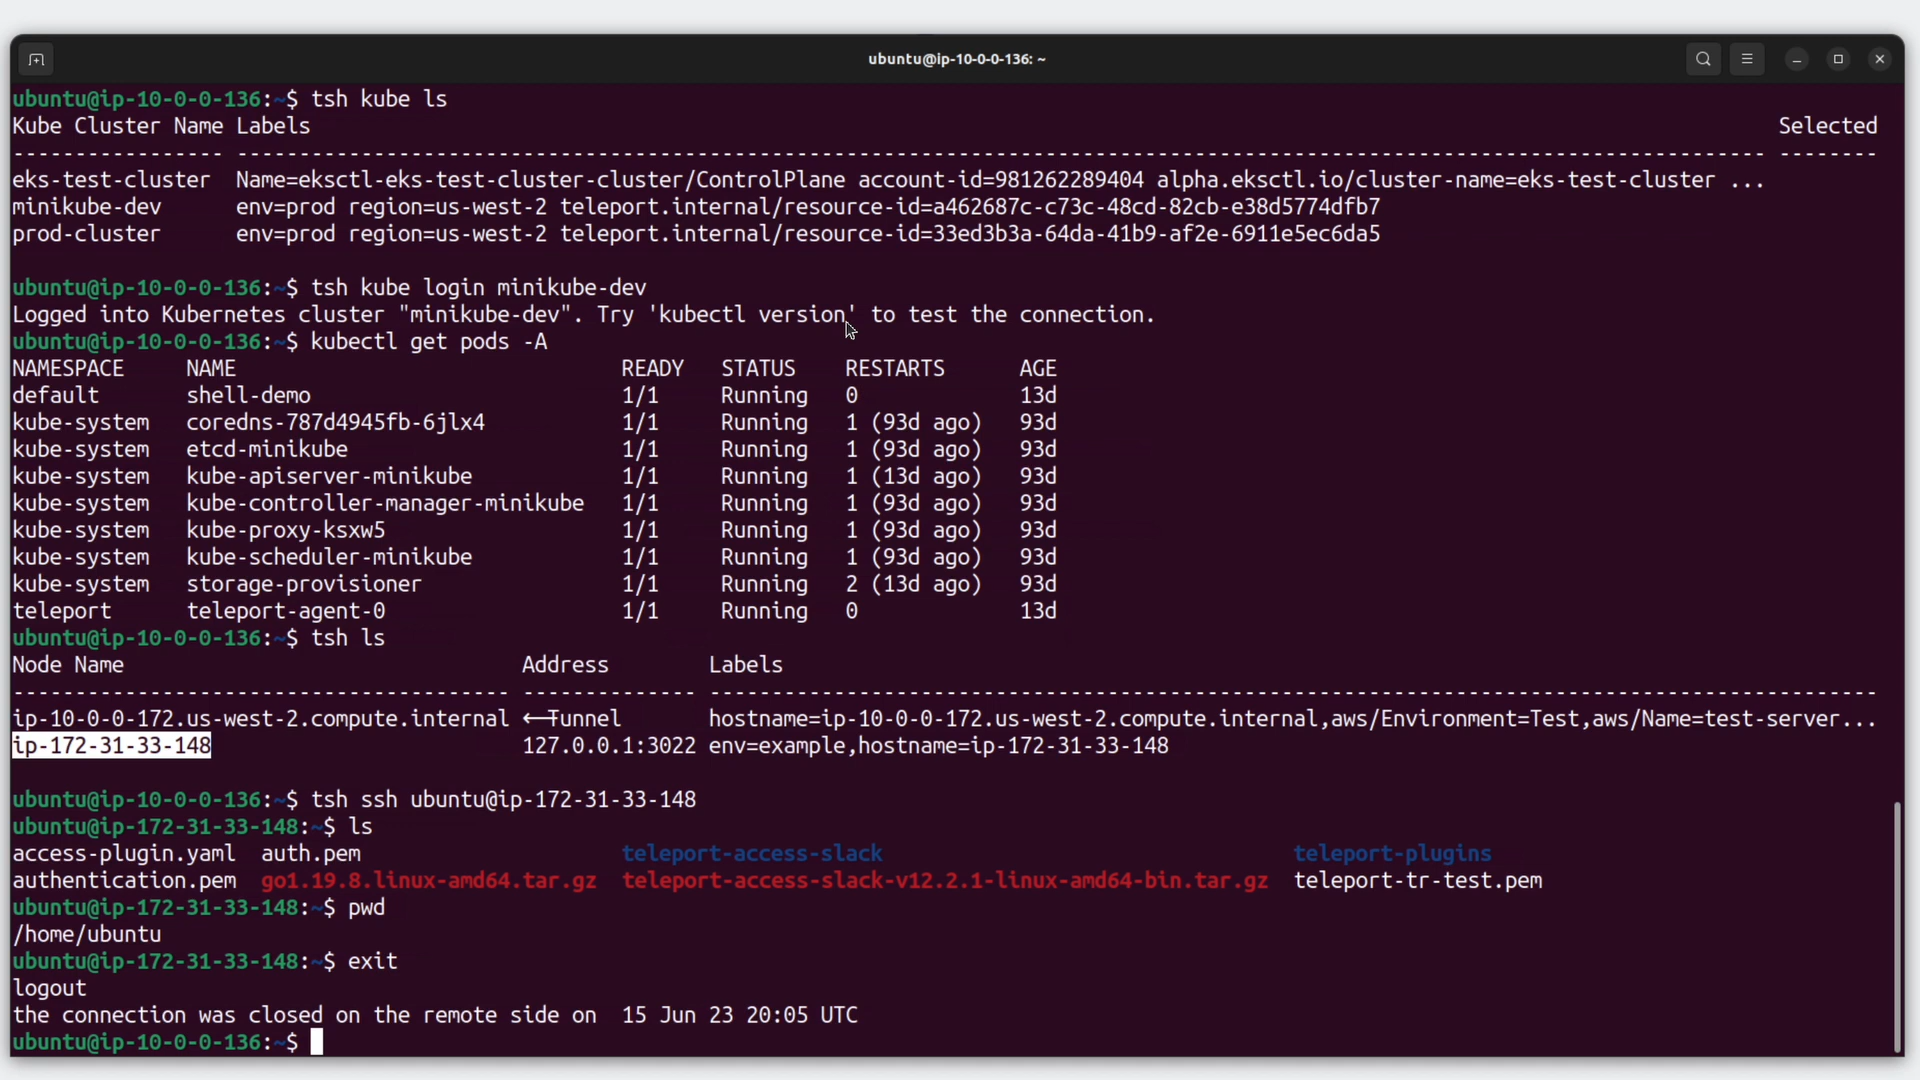 ubuntu@ip-10-0-0-136: ~
ubuntu@ip-10-0-0-136:~$ tsh kube ls
Kube Cluster Name Labels Selected
----------------- --------------------------------------------------------------------------------------------------------------------------- --------
eks-test-cluster  Name=eksctl-eks-test-cluster-cluster/ControlPlane account-id=981262289404 alpha.eksctl.io/cluster-name=eks-test-cluster ...
minikube-dev      env=prod region=us-west-2 teleport.internal/resource-id=a462687c-c73c-48cd-82cb-e38d5774dfb7
prod-cluster      env=prod region=us-west-2 teleport.internal/resource-id=33ed3b3a-64da-41b9-af2e-6911e5ec6da5
ubuntu@ip-10-0-0-136:~$ tsh kube login minikube-dev
Logged into Kubernetes cluster "minikube-dev". Try 'kubectl version' to test the connection.
ubuntu@ip-10-0-0-136:~$ kubectl get pods -A
NAMESPACE     NAME                               READY   STATUS    RESTARTS      AGE
default       shell-demo                         1/1     Running   0             13d
kube-system   coredns-787d4945fb-6jlx4           1/1     Running   1 (93d ago)   93d
kube-system   etcd-minikube                      1/1     Running   1 (93d ago)   93d
kube-system   kube-apiserver-minikube            1/1     Running   1 (13d ago)   93d
kube-system   kube-controller-manager-minikube   1/1     Running   1 (93d ago)   93d
kube-system   kube-proxy-ksxw5                   1/1     Running   1 (93d ago)   93d
kube-system   kube-scheduler-minikube            1/1     Running   1 (93d ago)   93d
kube-system   storage-provisioner                1/1     Running   2 (13d ago)   93d
teleport      teleport-agent-0                   1/1     Running   0             13d
ubuntu@ip-10-0-0-136:~$ tsh ls
Node Name                                Address        Labels
---------------------------------------- -------------- ----------------------------------------------------------------------------------------------
ip-10-0-0-172.us-west-2.compute.internal ⟵ Tunnel       hostname=ip-10-0-0-172.us-west-2.compute.internal,aws/Environment=Test,aws/Name=test-server...
ip-172-31-33-148                         127.0.0.1:3022 env=example,hostname=ip-172-31-33-148
ubuntu@ip-10-0-0-136:~$ tsh ssh ubuntu@ip-172-31-33-148
ubuntu@ip-172-31-33-148:~$ ls
access-plugin.yaml  auth.pem                     teleport-access-slack                                 teleport-plugins
authentication.pem  go1.19.8.linux-amd64.tar.gz  teleport-access-slack-v12.2.1-linux-amd64-bin.tar.gz  teleport-tr-test.pem
ubuntu@ip-172-31-33-148:~$ pwd
/home/ubuntu
ubuntu@ip-172-31-33-148:~$ exit
logout
the connection was closed on the remote side on  15 Jun 23 20:05 UTC
ubuntu@ip-10-0-0-136:~$